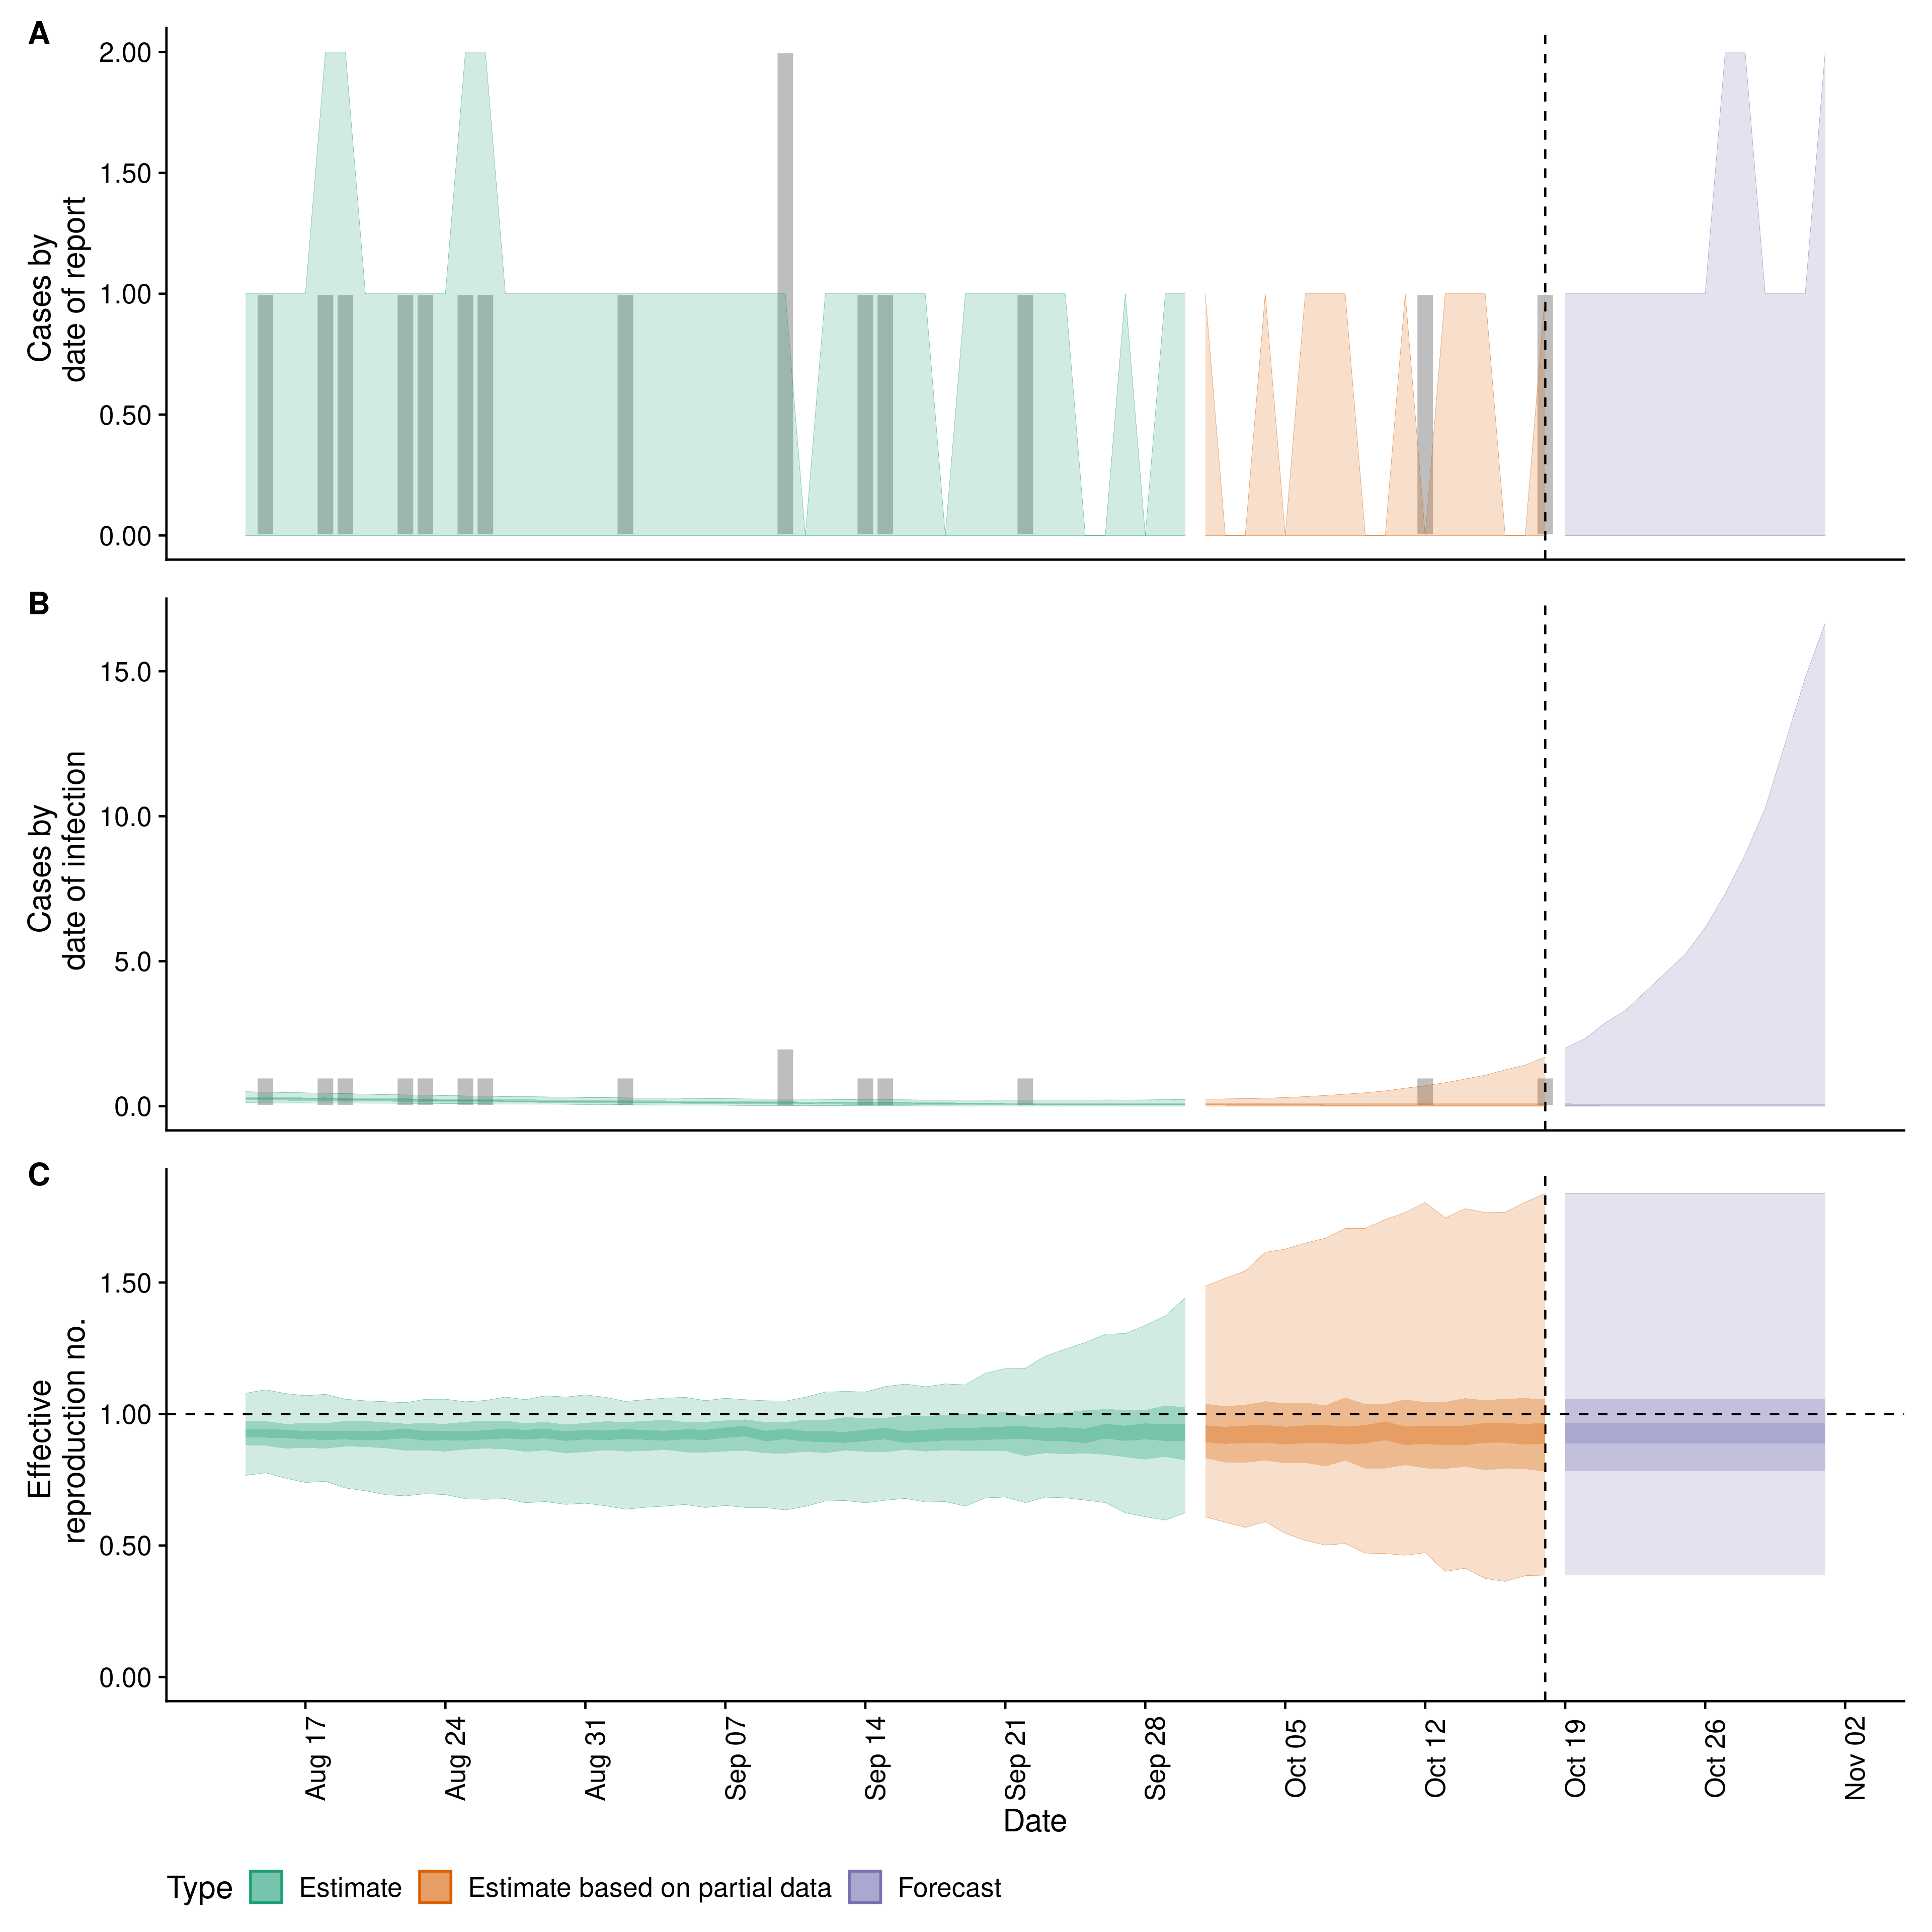 A
2.00
1.50
1.00
0.50
0.00
Cases by
date of report
B
15.0
10.0
5.0
0.0
Cases by
date of infection
C
1.50
1.00
0.50
0.00
Effective
reproduction no.
Aug 17
Aug 24
Aug 31
Sep 07
Sep 14
Sep 21
Sep 28
Oct 05
Oct 12
Oct 19
Oct 26
Nov 02
Date
Type Estimate Estimate based on partial data Forecast